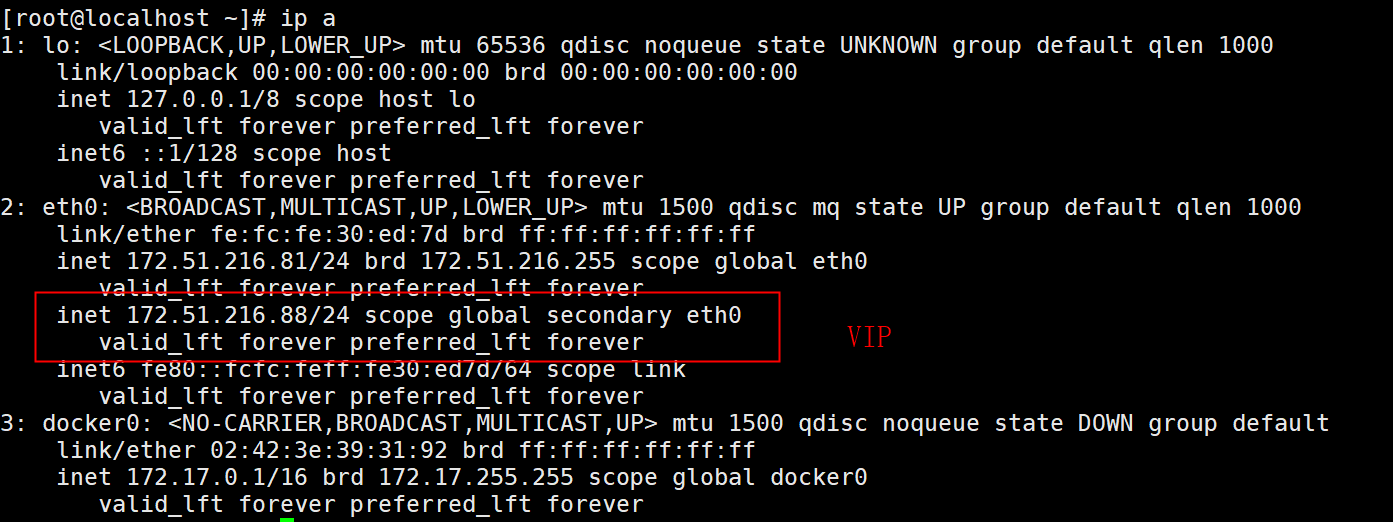 [root@localhost ~]# ip a
1: lo: <LOOPBACK,UP,LOWER_UP> mtu 65536 qdisc noqueue state UNKNOWN group default qlen 1000
    link/loopback 00:00:00:00:00:00 brd 00:00:00:00:00:00
    inet 127.0.0.1/8 scope host lo
       valid_lft forever preferred_lft forever
    inet6 ::1/128 scope host
       valid_lft forever preferred_lft forever
2: eth0: <BROADCAST,MULTICAST,UP,LOWER_UP> mtu 1500 qdisc mq state UP group default qlen 1000
    link/ether fe:fc:fe:30:ed:7d brd ff:ff:ff:ff:ff:ff
    inet 172.51.216.81/24 brd 172.51.216.255 scope global eth0
       valid_lft forever preferred_lft forever
    inet 172.51.216.88/24 scope global secondary eth0
       valid_lft forever preferred_lft forever
VIP
    inet6 fe80::fcfc:feff:fe30:ed7d/64 scope link
       valid_lft forever preferred_lft forever
3: docker0: <NO-CARRIER,BROADCAST,MULTICAST,UP> mtu 1500 qdisc noqueue state DOWN group default
    link/ether 02:42:3e:39:31:92 brd ff:ff:ff:ff:ff:ff
    inet 172.17.0.1/16 brd 172.17.255.255 scope global docker0
       valid_lft forever preferred_lft forever